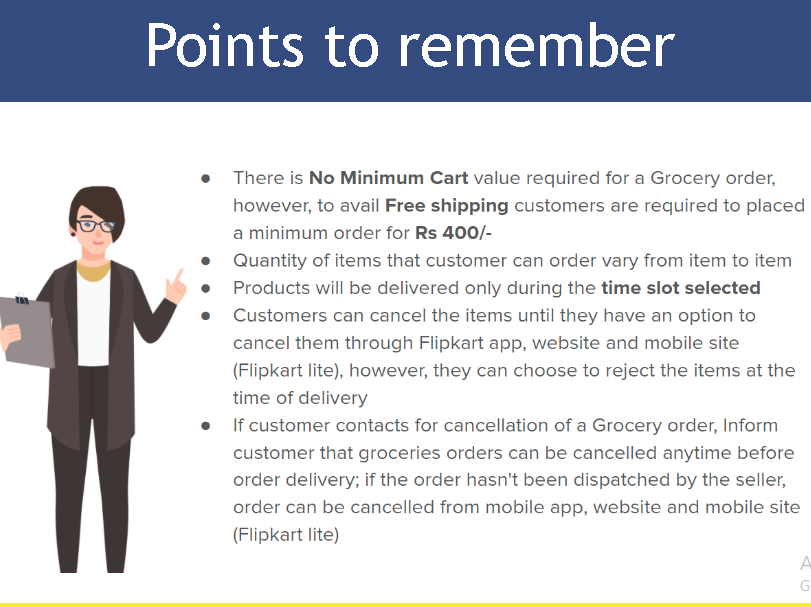 Points to remember
● There is No Minimum Cart value required for a Grocery order,
however, to avail Free shipping customers are required to placed
a minimum order for Rs 400/-
● Quantity of items that customer can order vary from item to item
● Products will be delivered only during the time slot selected
● Customers can cancel the items until they have an option to
cancel them through Flipkart app, website and mobile site
(Flipkart lite), however, they can choose to reject the items at the
time of delivery
● If customer contacts for cancellation of a Grocery order, Inform
customer that groceries orders can be cancelled anytime before
order delivery; if the order hasn't been dispatched by the seller,
order can be cancelled from mobile app, website and mobile site
(Flipkart lite)